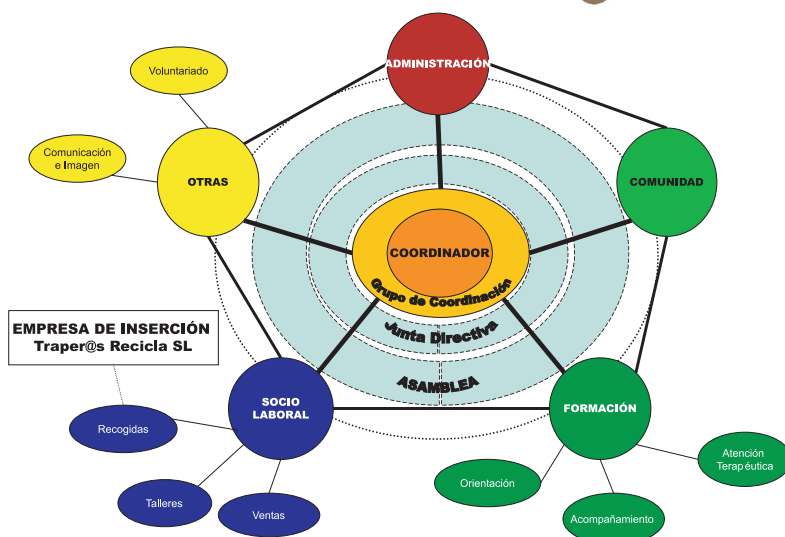 ADMINISTRACIÓN
Voluntariado
Comunicación
e Imagen
OTRAS
COMUNIDAD
COORDINADOR
Grupo de Coordinación
Junta Directiva
ASAMBLEA
EMPRESA DE INSERCIÓN
Traper@s Recicla SL
SOCIO
LABORAL
FORMACIÓN
Recogidas
Talleres
Ventas
Orientación
Acompañamiento
Atención
Terapéutica